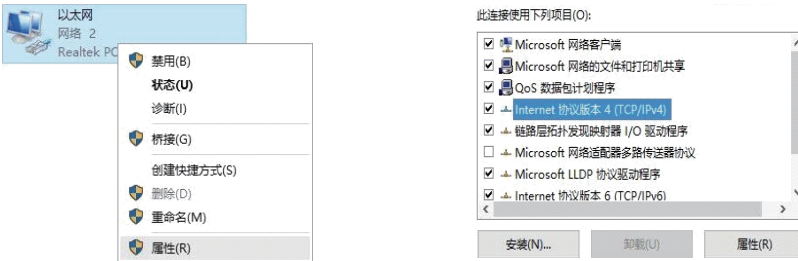 以太网
网络 2
Realtek PC
禁用(B)
状态(U)
诊断(I)
桥接(G)
创建快捷方式(S)
删除(D)
重命名(M)
属性(R)
此连接使用下列项目(O):
Microsoft 网络客户端
Microsoft 网络的文件和打印机共享
QoS 数据包计划程序
Internet 协议版本 4 (TCP/IPv4)
链路层拓扑发现映射器 I/O 驱动程序
Microsoft 网络适配器多路传送器协议
Microsoft LLDP 协议驱动程序
Internet 协议版本 6 (TCP/IPv6)
安装(N)...
卸载(U)
属性(R)